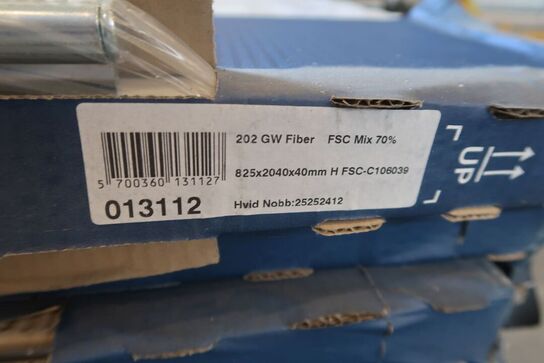 202 GW Fiber FSC Mix 70%
825x2040x40mm H FSC-C106039
5 700360 131127
013112 Hvid Nobb:25252412
UP